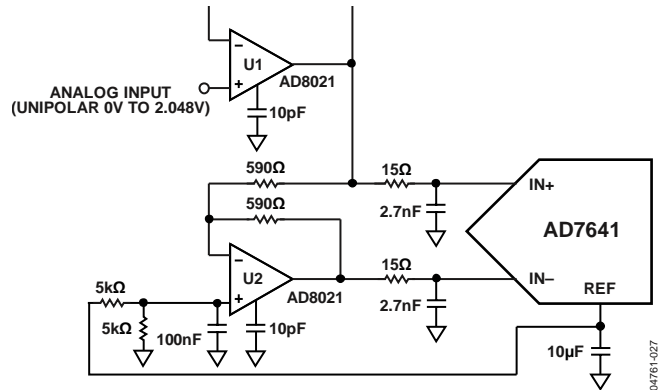 U1
AD8021
ANALOG INPUT
(UNIPOLAR 0V TO 2.048V)
10pF
590Ω
15Ω
IN+
590Ω
2.7nF
AD7641
15Ω
IN–
U2
AD8021
REF
5kΩ
2.7nF
5kΩ
100nF
10pF
10µF
04761-027
−
+
−
+